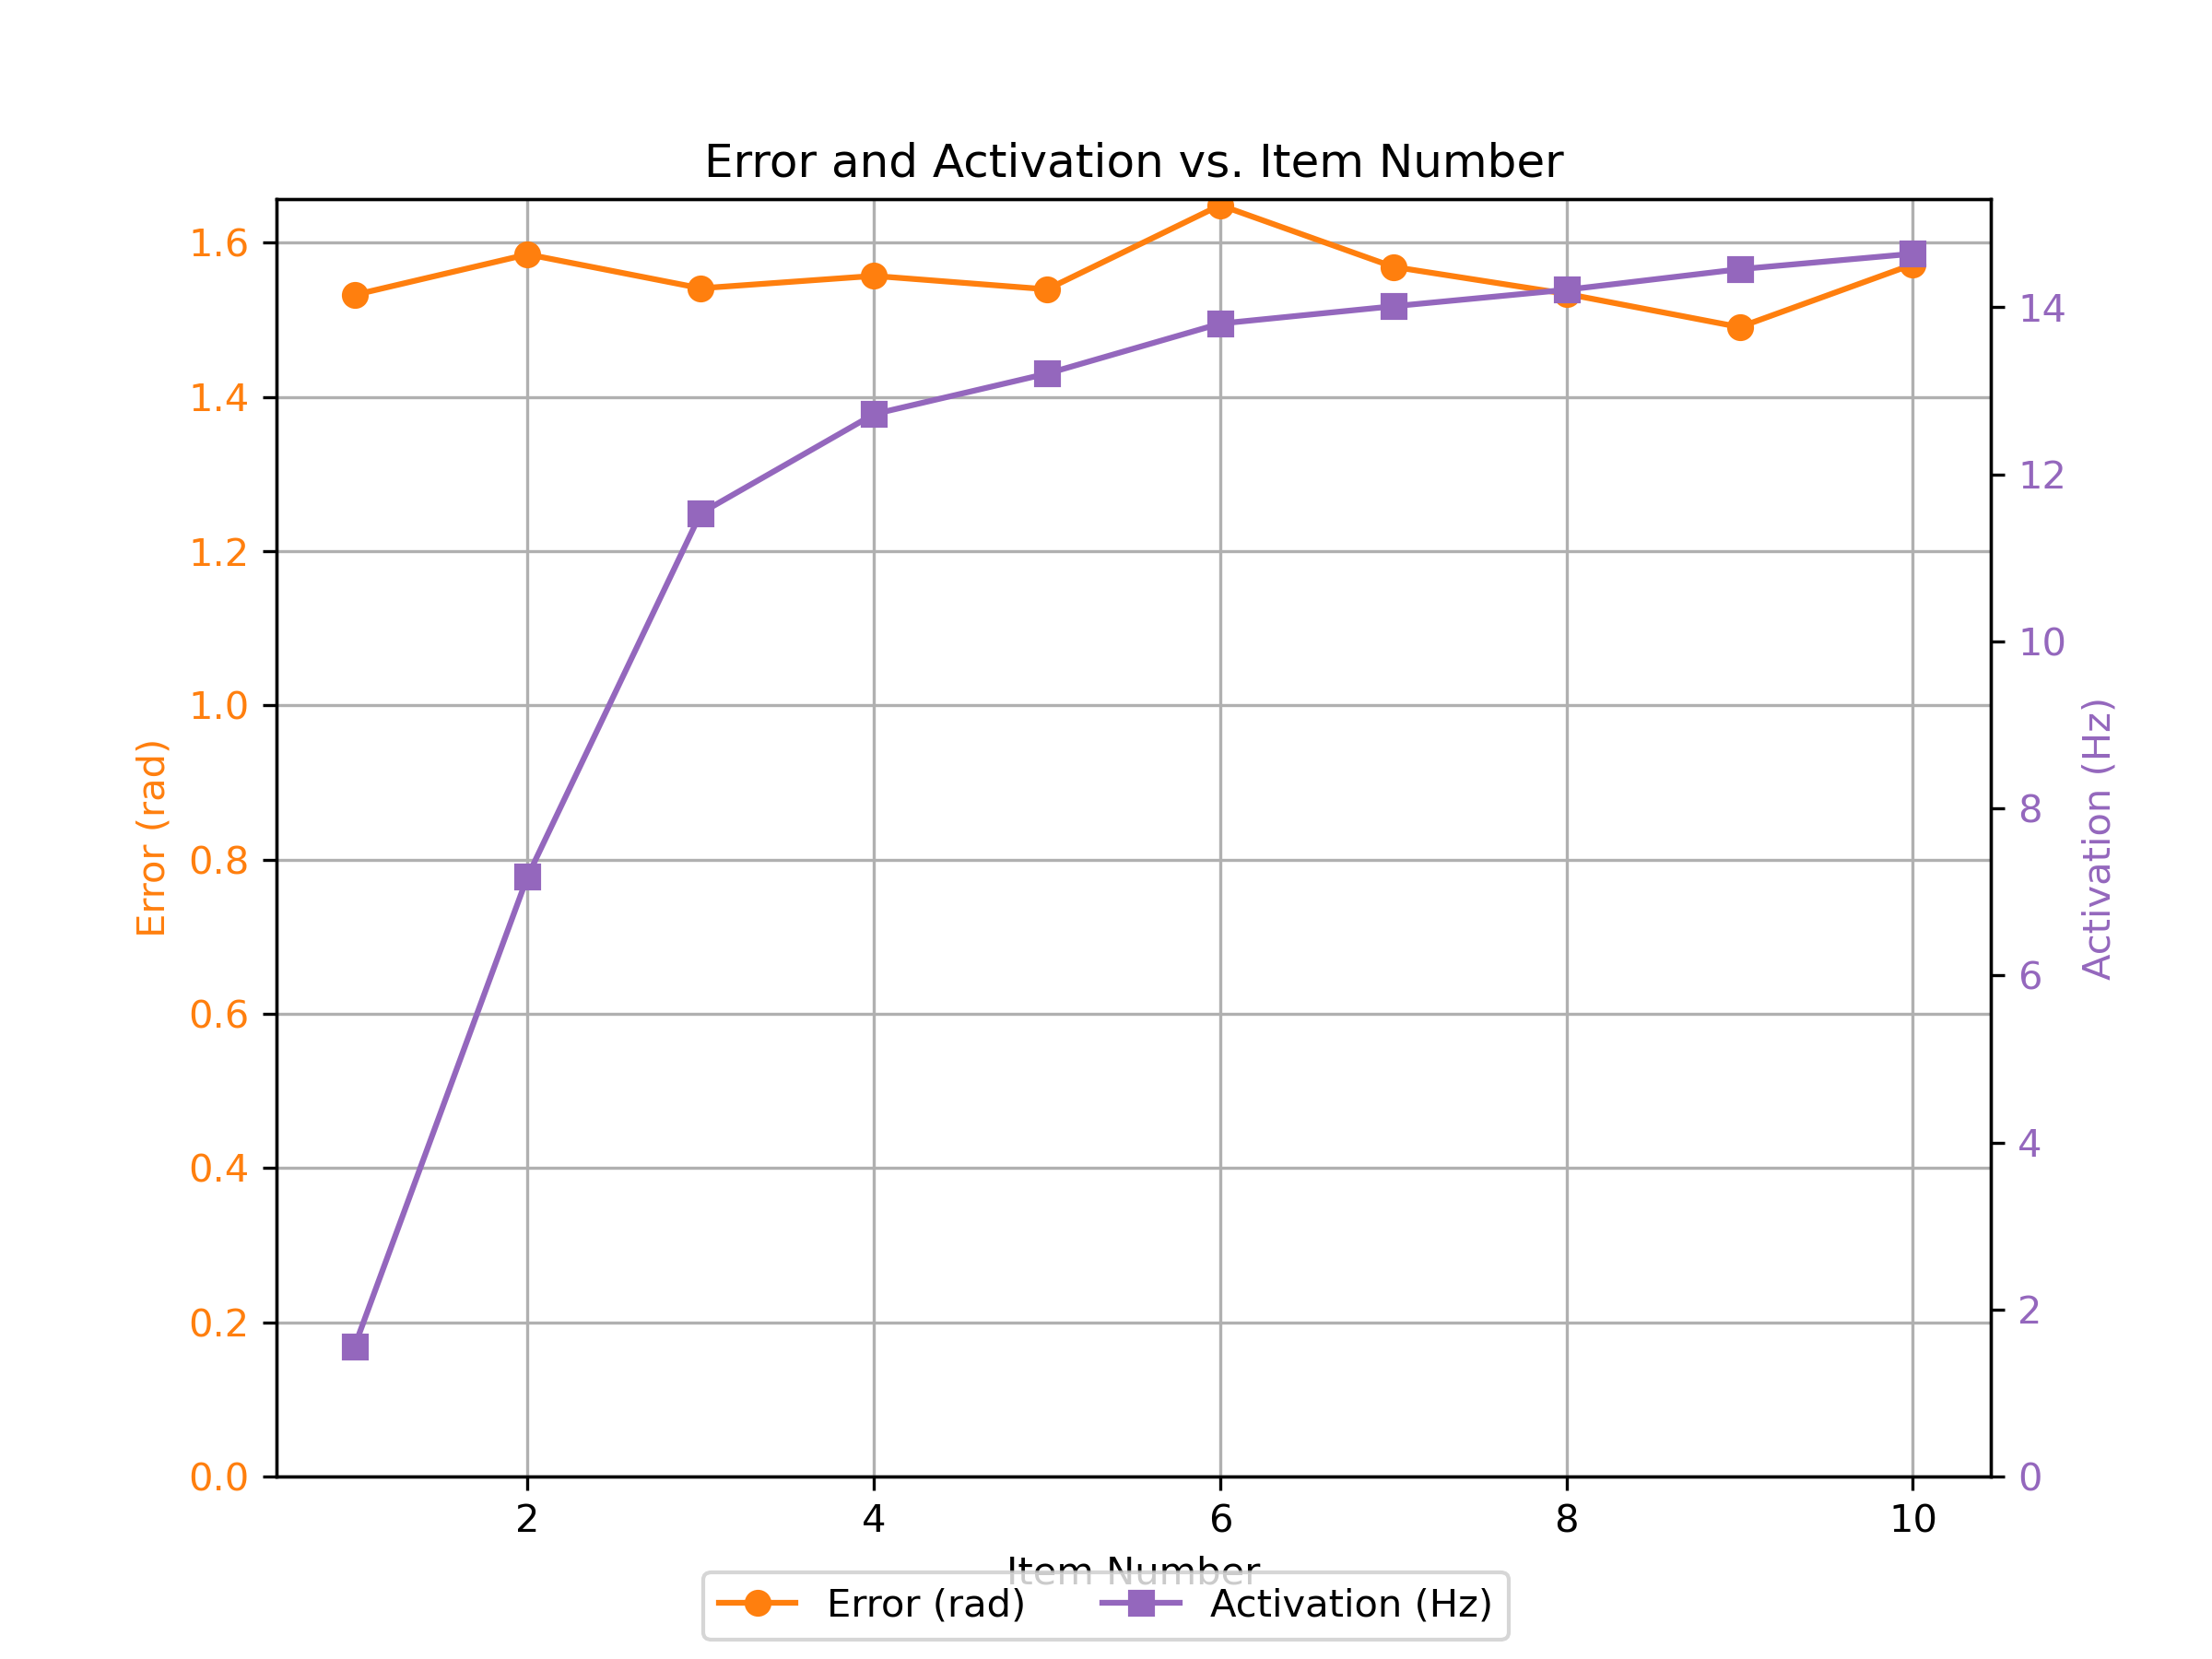 Error and Activation vs. Item Number
1.6
1.4
1.2
1.0
0.8
0.6
0.4
0.2
0.0
Error (rad)
14
12
10
8
6
4
2
0
Activation (Hz)
2 4 6 8 10
Item Number
Error (rad) Activation (Hz)